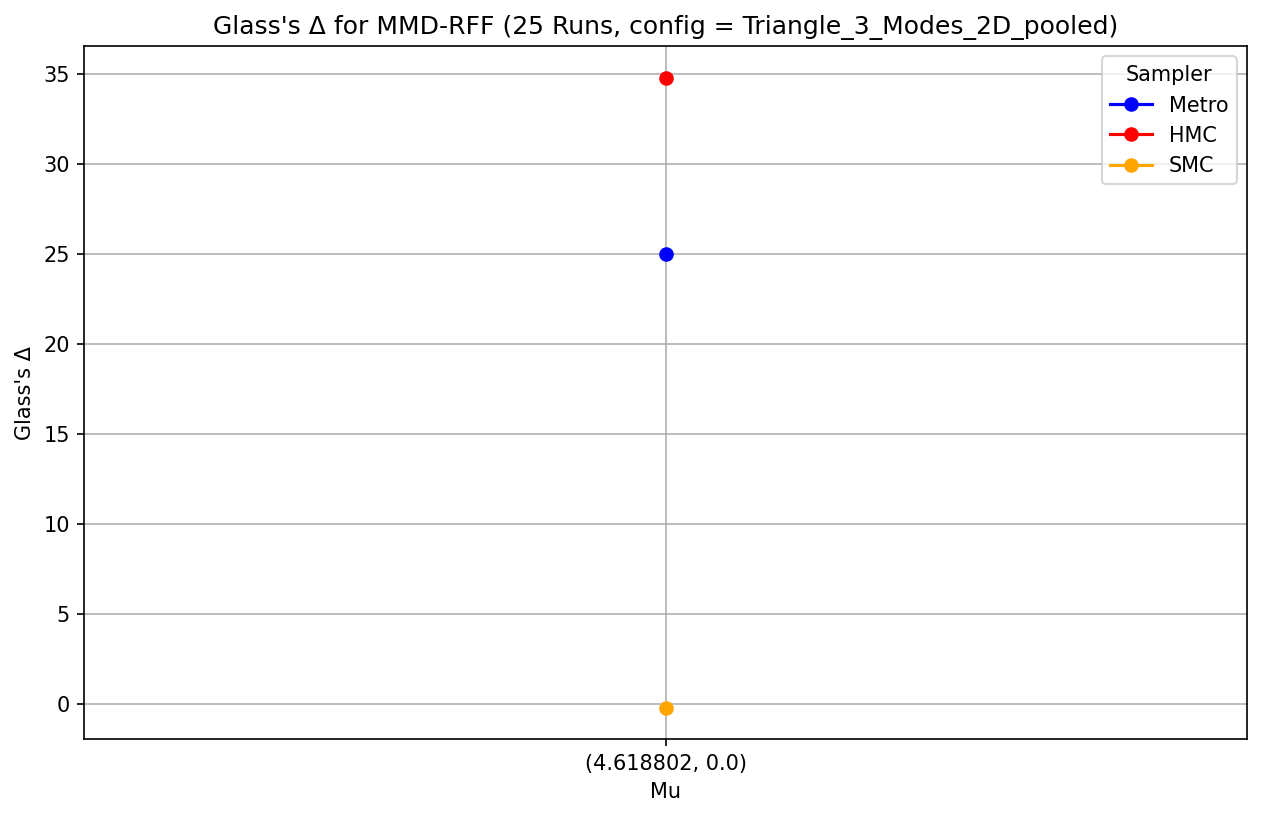 Glass's Δ for MMD-RFF (25 Runs, config = Triangle_3_Modes_2D_pooled)
Sampler
Metro
HMC
SMC
35
30
25
20
15
10
5
0
Glass's Δ
(4.618802, 0.0)
Mu